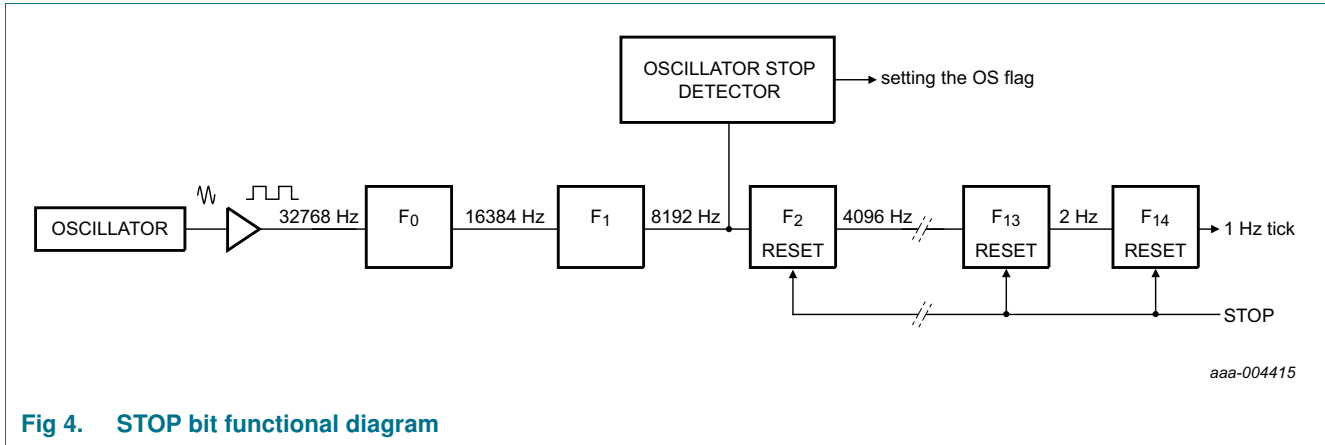 OSCILLATOR STOP
DETECTOR
setting the OS flag
OSCILLATOR
32768 Hz
F0
16384 Hz
F1
8192 Hz
F2
RESET
4096 Hz
F13
RESET
2 Hz
F14
RESET
1 Hz tick
STOP
aaa-004415
Fig 4. STOP bit functional diagram